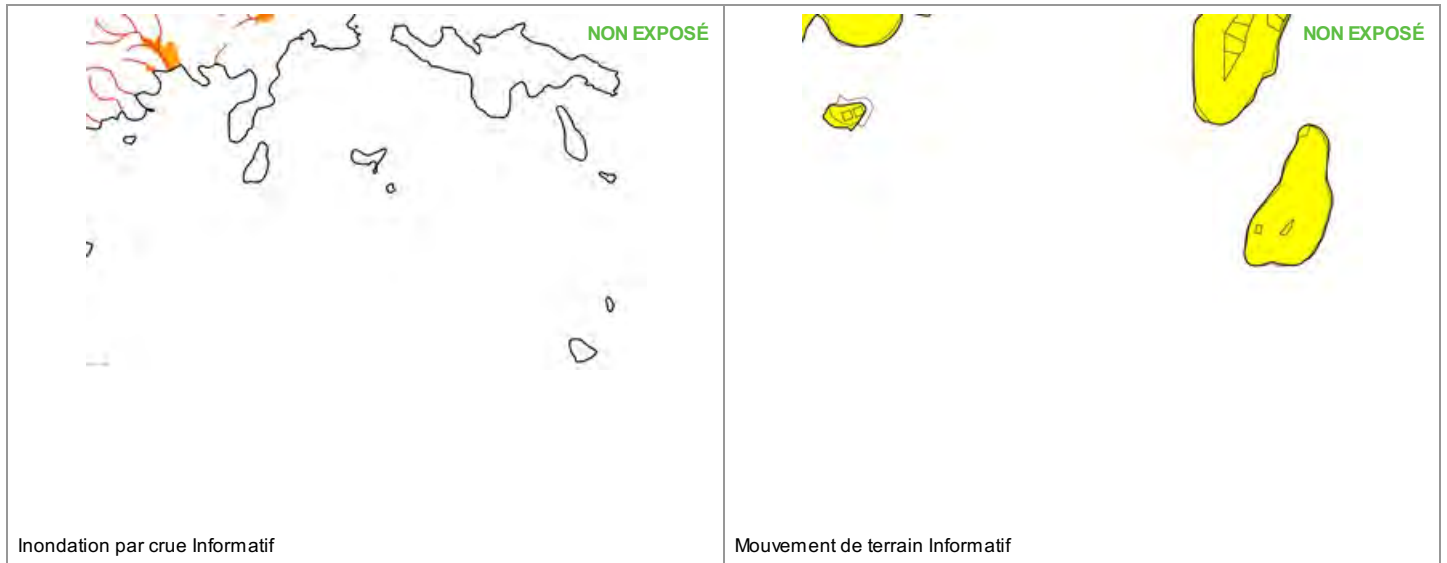 NON EXPOSÉ
Inondation par crue Informatif
NON EXPOSÉ
Mouvement de terrain Informatif